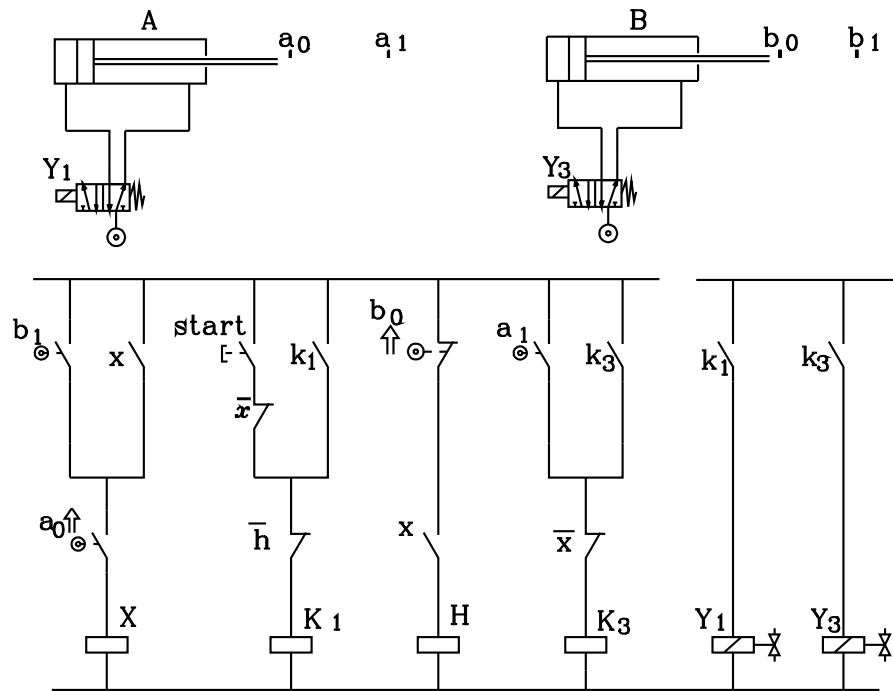 A a₀ a₁ B b₀ b₁
Y₁ Y₃
b₁ x start k₁ b₀ a₁ k₃ k₁ k₃
x̅
a₀ h̅ x x̅
X K₁ H K₃ Y₁ Y₃